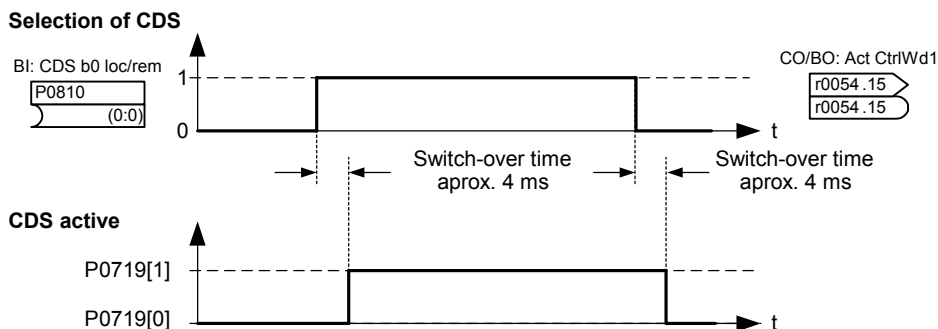 Selection of CDS
BI: CDS b0 loc/rem
P0810
(0:0)
1
0
t
CO/BO: Act CtrlWd1
r0054 .15
r0054 .15
Switch-over time
aprox. 4 ms
Switch-over time
aprox. 4 ms
CDS active
P0719[1]
P0719[0]
t